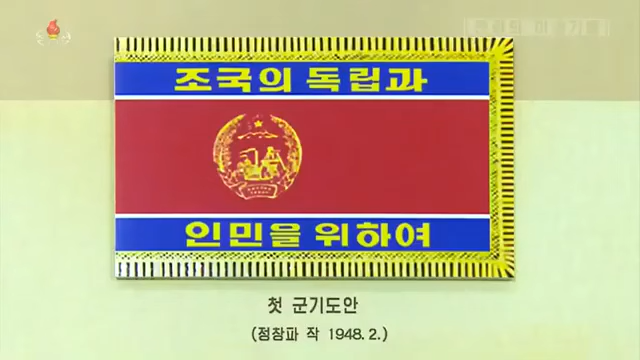 조국의 독립과
인민을 위하여
첫 군기도안
(정창파 작 1948.2.)